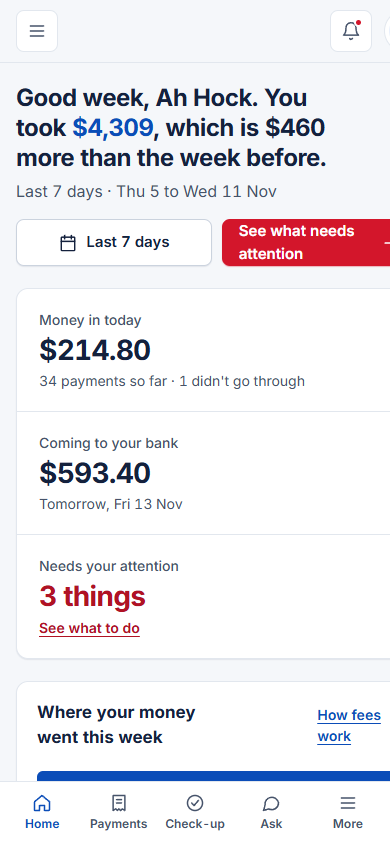 Good week, Ah Hock. You
took $4,309, which is $460
more than the week before.
Last 7 days · Thu 5 to Wed 11 Nov
Last 7 days
See what needs
attention
Money in today
$214.80
34 payments so far · 1 didn't go through
Coming to your bank
$593.40
Tomorrow, Fri 13 Nov
Needs your attention
3 things
See what to do
Where your money
went this week
How fees
work
Home
Payments
Check-up
Ask
More